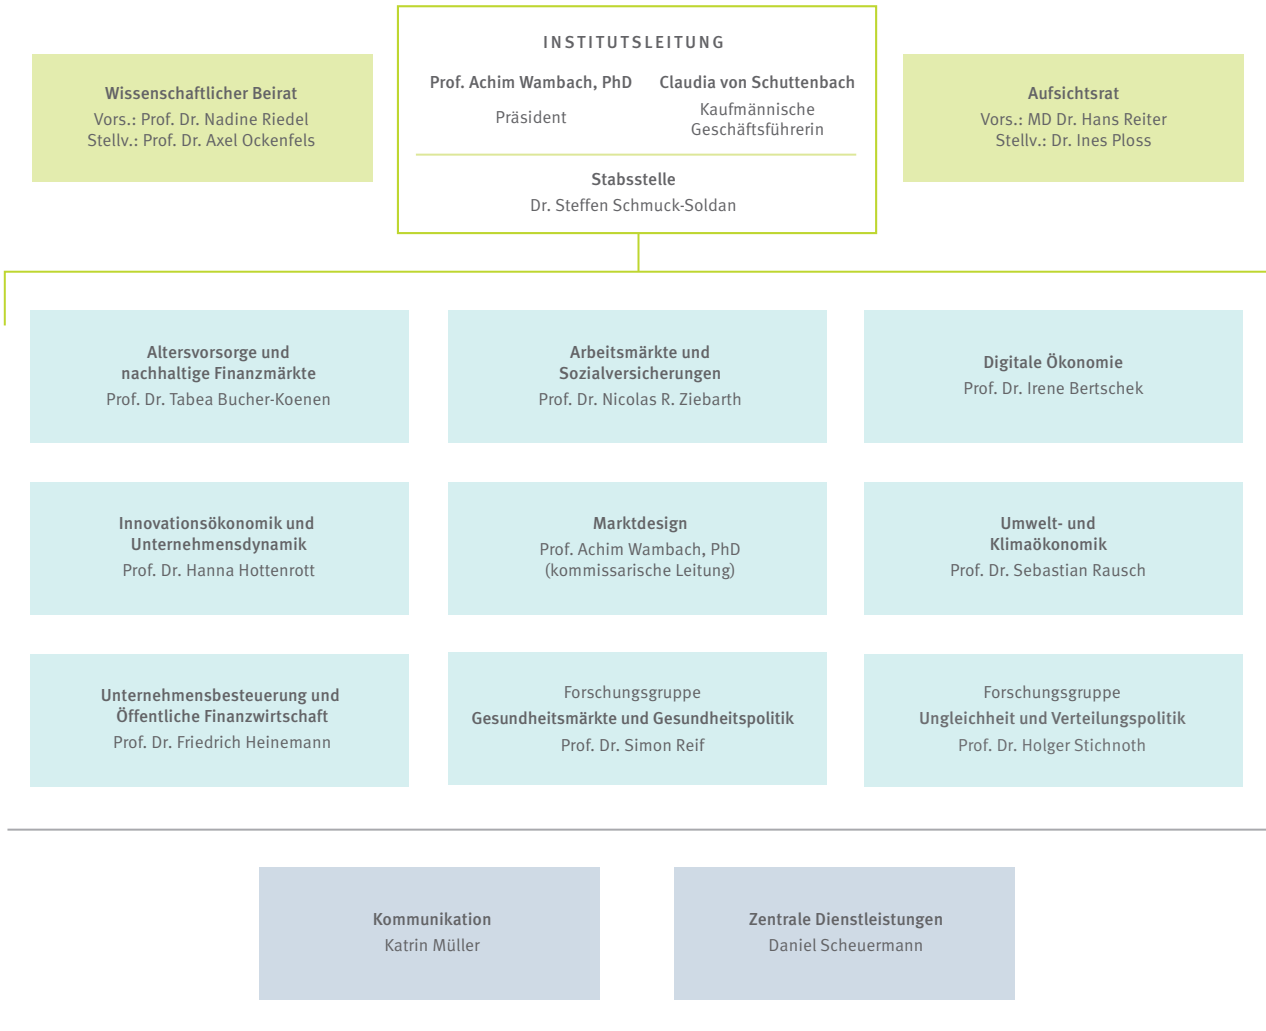 Wissenschaftlicher Beirat
Vors.: Prof. Dr. Nadine Riedel
Stellv.: Prof. Dr. Axel Ockenfels
INSTITUTSLEITUNG
Prof. Achim Wambach, PhD
Präsident
Claudia von Schuttenbach
Kaufmännische
Geschäftsführerin
Stabsstelle
Dr. Steffen Schmuck-Soldan
Aufsichtsrat
Vors.: MD Dr. Hans Reiter
Stellv.: Dr. Ines Ploss
Altersvorsorge und
nachhaltige Finanzmärkte
Prof. Dr. Tabea Bucher-Koenen
Arbeitsmärkte und
Sozialversicherungen
Prof. Dr. Nicolas R. Ziebarth
Digitale Ökonomie
Prof. Dr. Irene Bertschek
Innovationsökonomik und
Unternehmensdynamik
Prof. Dr. Hanna Hottenrott
Marktdesign
Prof. Achim Wambach, PhD
(kommissarische Leitung)
Umwelt- und
Klimaökonomik
Prof. Dr. Sebastian Rausch
Unternehmensbesteuerung und
Öffentliche Finanzwirtschaft
Prof. Dr. Friedrich Heinemann
Forschungsgruppe
Gesundheitsmärkte und Gesundheitspolitik
Prof. Dr. Simon Reif
Forschungsgruppe
Ungleichheit und Verteilungspolitik
Prof. Dr. Holger Stichnoth
Kommunikation
Katrin Müller
Zentrale Dienstleistungen
Daniel Scheuermann